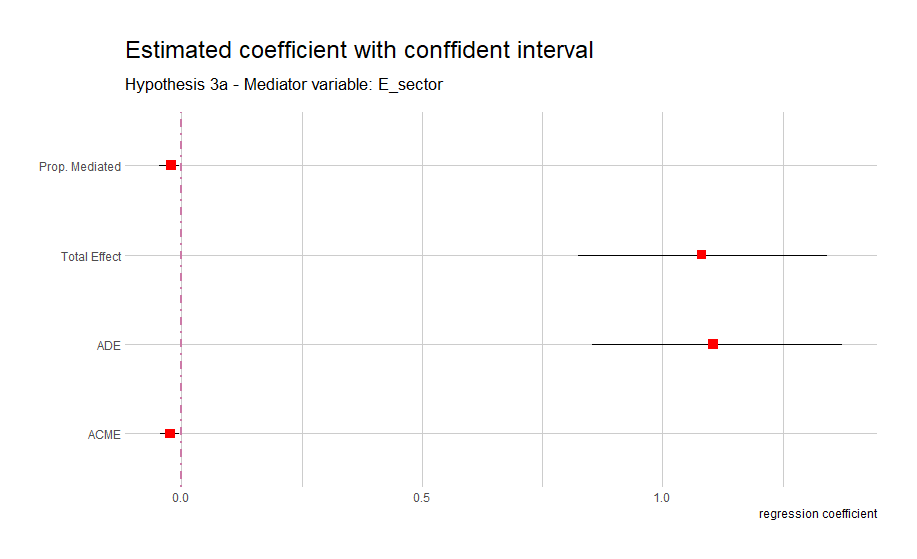 Estimated coefficient with conffident interval
Hypothesis 3a - Mediator variable: E_sector
Prop. Mediated
Total Effect
ADE
ACME
0.0 0.5 1.0
regression coefficient